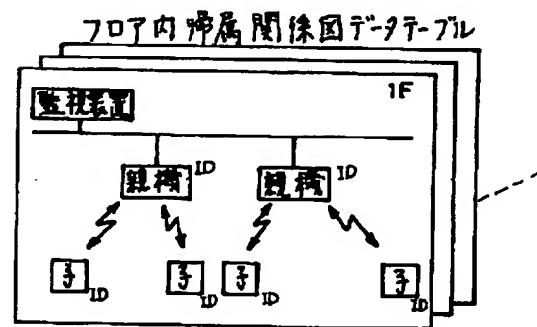 フロア内帰属関係図データテーブル
1F
監視装置
親機 ID 親機 ID
子 ID 子 ID 子 ID 子 ID